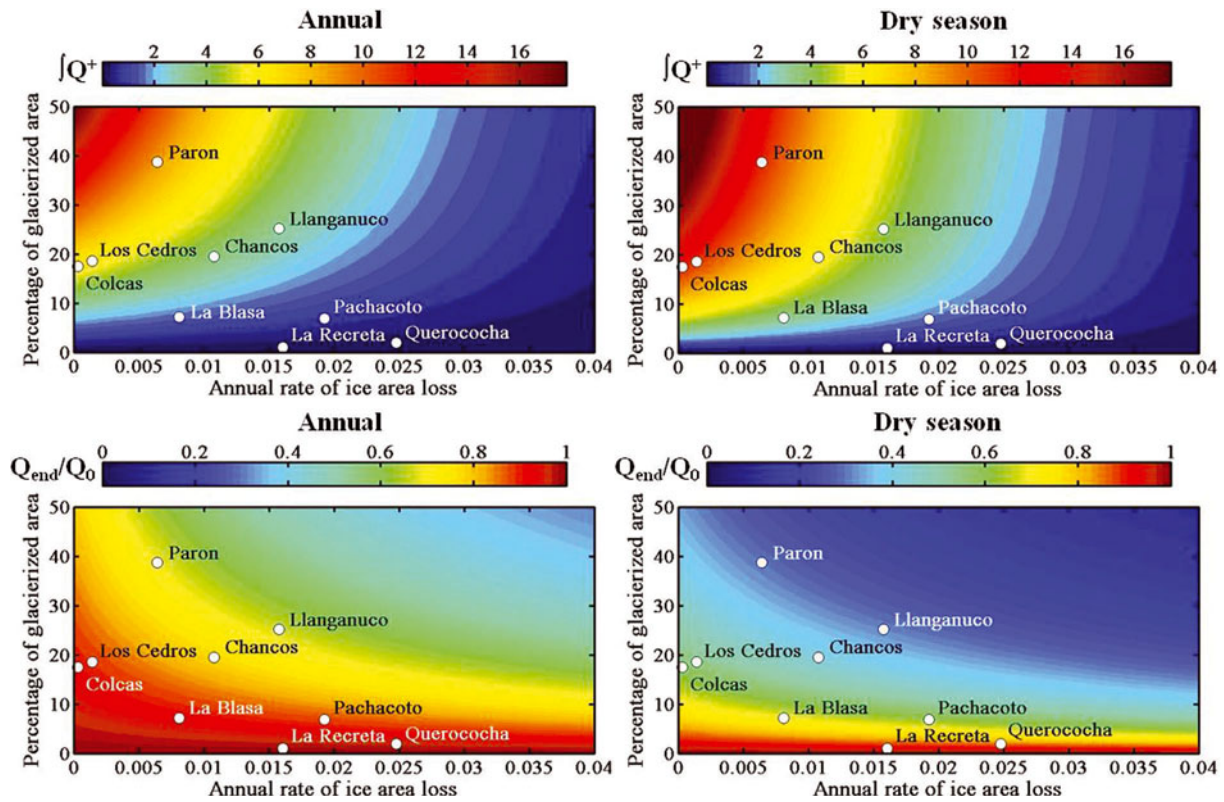 Annual
∫Q⁺
2 4 6 8 10 12 14 16
Percentage of glacierized area
50
40
30
20
10
0
Paron
Llanganuco
Los Cedros
Chancos
Colcas
La Blasa
Pachacoto
La Recreta
Querococha
0 0.005 0.01 0.015 0.02 0.025 0.03 0.035 0.04
Annual rate of ice area loss
Dry season
∫Q⁺
2 4 6 8 10 12 14 16
Percentage of glacierized area
50
40
30
20
10
0
Paron
Llanganuco
Los Cedros
Chancos
Colcas
La Blasa
Pachacoto
La Recreta
Querococha
0 0.005 0.01 0.015 0.02 0.025 0.03 0.035 0.04
Annual rate of ice area loss
Annual
Q_end/Q_0
0 0.2 0.4 0.6 0.8 1
Percentage of glacierized area
50
40
30
20
10
0
Paron
Llanganuco
Los Cedros
Chancos
Colcas
La Blasa
Pachacoto
La Recreta
Querococha
0 0.005 0.01 0.015 0.02 0.025 0.03 0.035 0.04
Annual rate of ice area loss
Dry season
Q_end/Q_0
0 0.2 0.4 0.6 0.8 1
Percentage of glacierized area
50
40
30
20
10
0
Paron
Llanganuco
Los Cedros
Chancos
Colcas
La Blasa
Pachacoto
La Recreta
Querococha
0 0.005 0.01 0.015 0.02 0.025 0.03 0.035 0.04
Annual rate of ice area loss